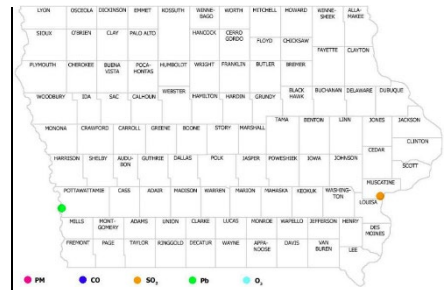 LYON OSCEOLA DICKINSON EMMET KOSSUTH WINNE-BAGO WORTH MITCHELL HOWARD WINNE-SHEEK ALLA-MAKEE
SIOUX O'BRIEN CLAY PALO ALTO HANCOCK CERRO GORDO FLOYD CHICKSAW FAYETTE CLAYTON
PLYMOUTH CHEROKEE BUENA VISTA POCA-HONTAS HUMBOLT WRIGHT FRANKLIN BUTLER BREMER
WOODBURY IDA SAC CALHOUN WEBSTER HAMILTON HARDIN GRUNDY BLACK HAWK BUCHANAN DELAWARE DUBUQUE
MONONA CRAWFORD CARROLL GREENE BOONE STORY MARSHALL TAMA BENTON LINN JONES JACKSON
CLINTON
CEDAR
SCOTT
HARRISON SHELBY AUDU-BON GUTHRIE DALLAS POLK JASPER POWESHIEK IOWA JOHNSON
MUSCATINE
POTTAWATTAMIE CASS ADAIR MADISON WARREN MARION MAHASKA KEOKUK WASHING-TON LOUISA
MILLS MONT-GOMERY ADAMS UNION CLARKE LUCAS MONROE WAPELLO JEFFERSON HENRY DES MOINES
FREMONT PAGE TAYLOR RINGGOLD DECATUR WAYNE APPA-NOOSE DAVIS VAN BUREN LEE
PM CO SO₂ Pb O₃